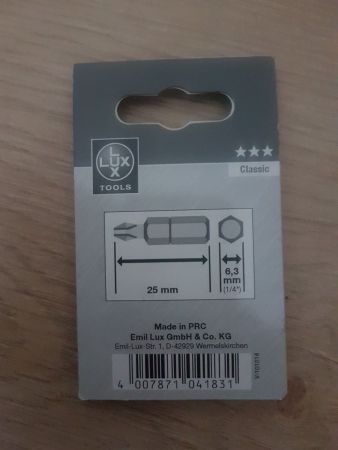 LUX
LUX
TOOLS
Classic
25 mm
6,3
mm
(1/4")
Made in PRC
Emil Lux GmbH & Co. KG
Emil-Lux-Str. 1, D-42929 Wermelskirchen
4 007871 041831